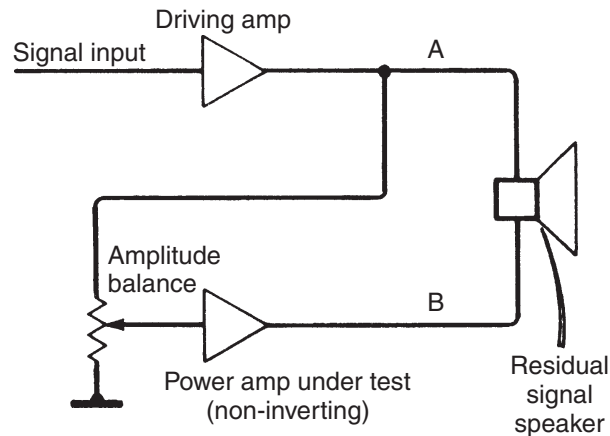 Driving amp
Signal input
A
Amplitude
balance
B
Power amp under test
(non-inverting)
Residual
signal
speaker